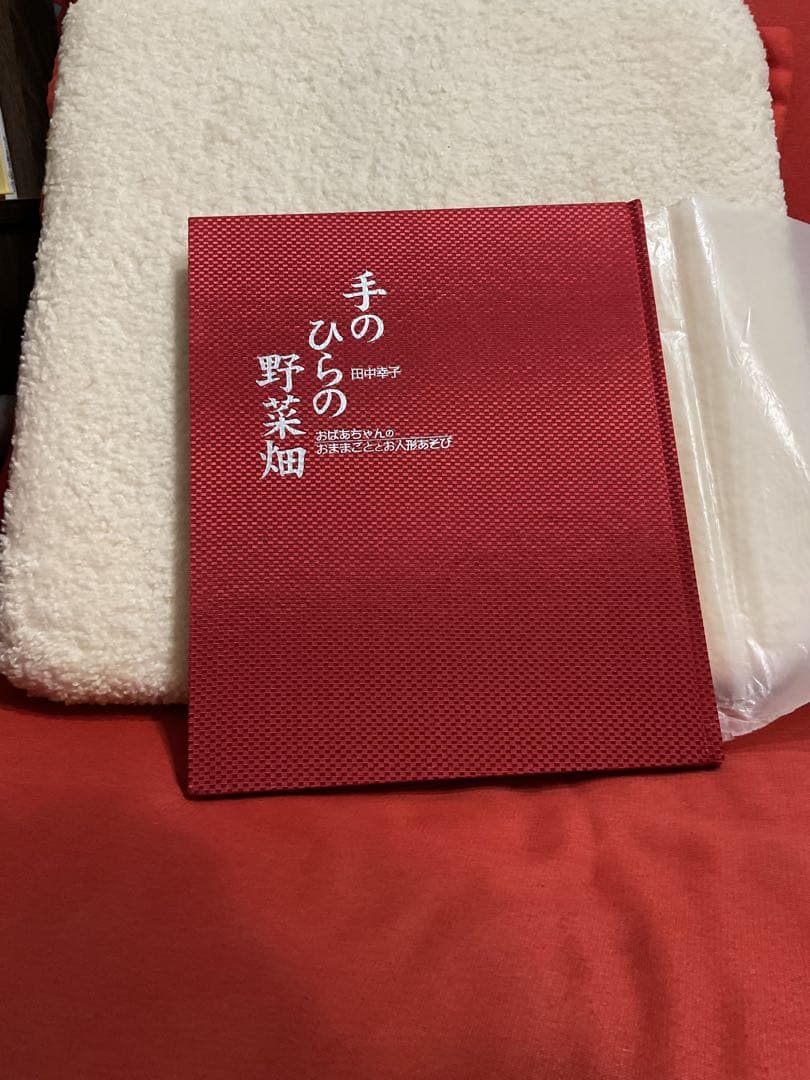 手の
ひらの
野菜畑
田中幸子
おばあちゃんの
おままごととお人形あそび